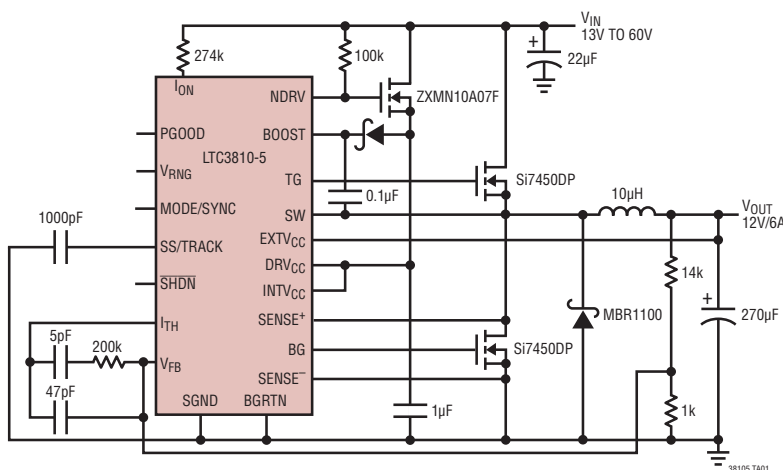 V_IN
13V TO 60V
274k
100k
22µF
+
I_ON
NDRV
ZXMN10A07F
PGOOD
BOOST
LTC3810-5
V_RNG
TG
Si7450DP
0.1µF
10µH
MODE/SYNC
SW
V_OUT
12V/6A
1000pF
EXTV_CC
SS/TRACK
DRV_CC
14k
SHDN
INTV_CC
+
I_TH
SENSE+
MBR1100
270µF
5pF
200k
BG
Si7450DP
V_FB
47pF
SENSE−
SGND
BGRTN
1µF
1k
38105 TA01